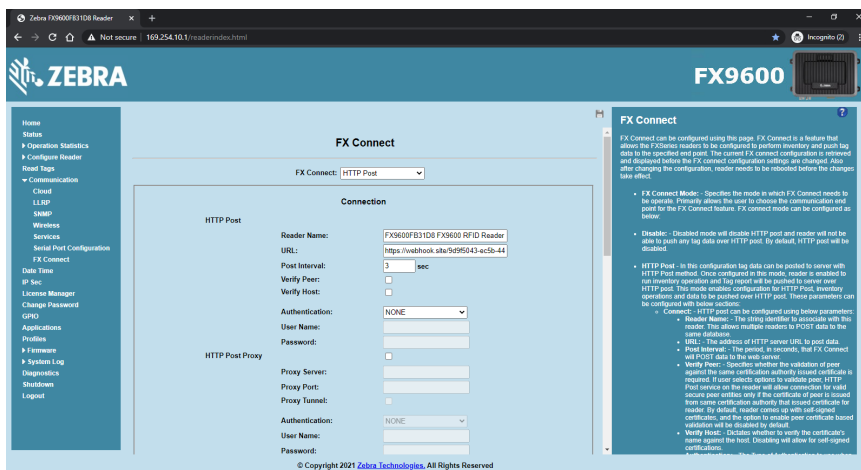 Zebra FX9600FB31D8 Reader
Not secure | 169.254.10.1/readerindex.html
Incognito (2)
ZEBRA
FX9600
Home
Status
Operation Statistics
Configure Reader
Read Tags
Communication
Cloud
LLRP
SNMP
Wireless
Services
Serial Port Configuration
FX Connect
Date Time
IP Sec
License Manager
Change Password
GPIO
Applications
Profiles
Firmware
System Log
Diagnostics
Shutdown
Logout
FX Connect
FX Connect: HTTP Post
Connection
HTTP Post
Reader Name: FX9600FB31D8 FX9600 RFID Reader
URL: https://webhook.site/9d9f5043-ec5b-44
Post Interval: 3 sec
Verify Peer:
Verify Host:
Authentication: NONE
User Name:
Password:
HTTP Post Proxy
Proxy Server:
Proxy Port:
Proxy Tunnel:
Authentication: NONE
User Name:
Password:
© Copyright 2021 Zebra Technologies, All Rights Reserved
FX Connect
FX Connect can be configured using this page. FX Connect is a feature that
allows the FXSeries readers to be configured to perform inventory and push tag
data to the specified end point. The current FX connect configuration is retrieved
and displayed before the FX connect configuration settings are changed. Also
after changing the configuration, reader needs to be rebooted before the changes
take effect.
FX Connect Mode: - Specifies the mode in which FX Connect needs to
be operate. Primarily allows the user to choose the communication end
point for the FX Connect feature. FX connect mode can be configured as
below:
Disable: - Disabled mode will disable HTTP post and reader will not be
able to push any tag data over HTTP post. By default, HTTP post will be
disabled.
HTTP Post - In this configuration tag data can be posted to server with
HTTP Post method. Once configured in this mode, reader is enabled to
run inventory operation and Tag report will be pushed to server over
HTTP post. This mode enables configuration for HTTP Post, inventory
operations and data to be pushed over HTTP post. These parameters can
be configured with below sections:
Connect: - HTTP post can be configured using below parameters:
Reader Name: - The string identifier to associate with this
reader. This allows multiple readers to POST data to the
same database.
URL: - The address of HTTP server URL to post data.
Post Interval: - The period, in seconds, that FX Connect
will POST data to the web server.
Verify Peer: - Specifies whether the validation of peer
against the same certification authority issued certificate is
required. If user selects options to validate peer, HTTP
Post service on the reader will allow connection for valid
secure peer entities only if the certificate of peer is issued
from same certification authority that issued certificate for
reader. By default, reader comes up with self-signed
certificates, and the option to enable peer certificate based
validation will be disabled by default.
Verify Host: - Dictates whether to verify the certificate's
name against the host. Disabling will allow for self-signed
certifications.